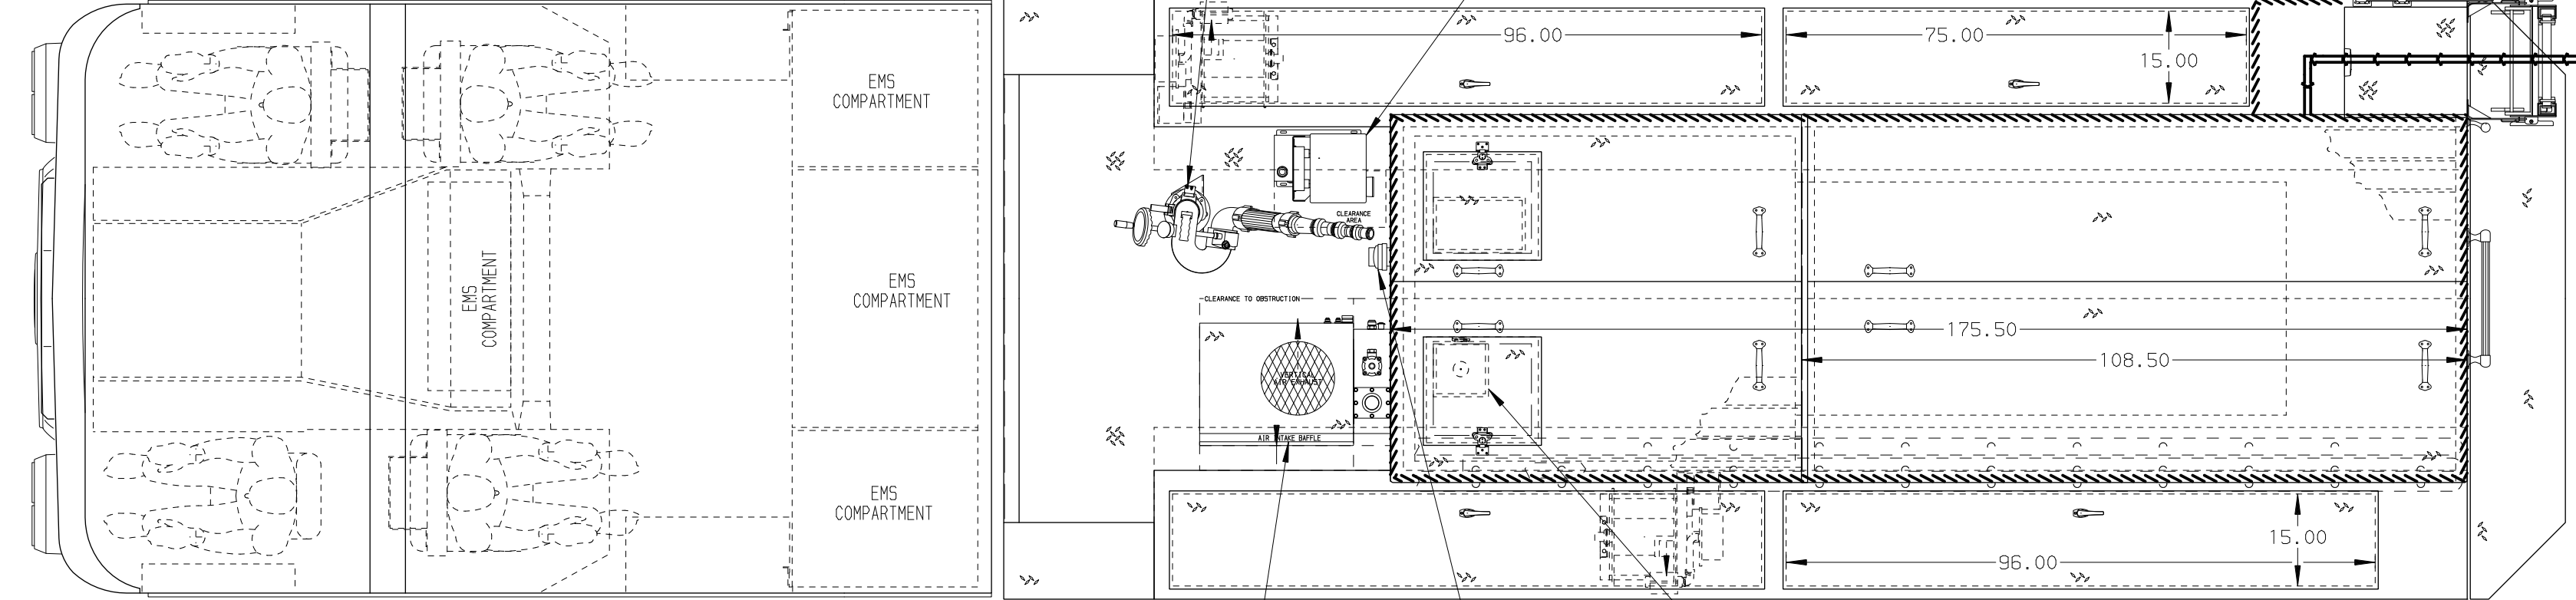 96.00
75.00
15.00
EMS
COMPARTMENT
EMS
COMPARTMENT
EMS
COMPARTMENT
EMS
COMPARTMENT
CLEARANCE
AREA
CLEARANCE TO OBSTRUCTION
VERTICAL
AIR EXHAUST
AIR INTAKE BAFFLE
175.50
108.50
15.00
96.00